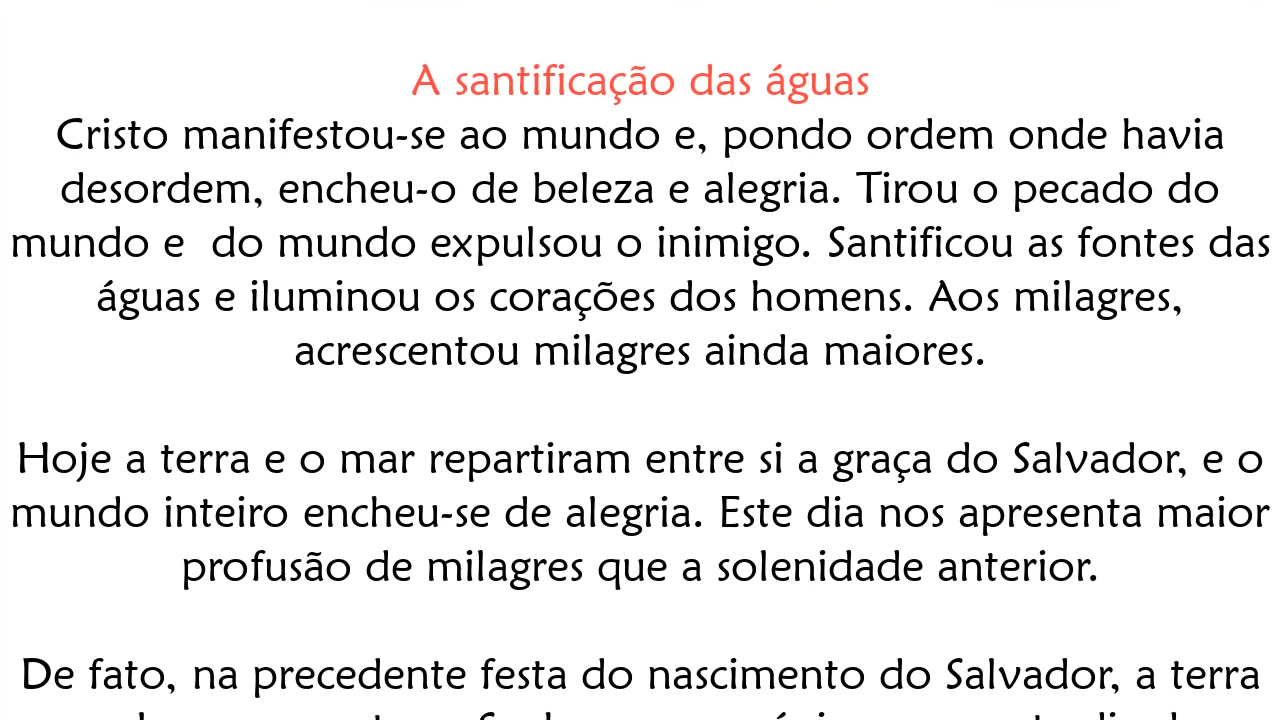 A santificação das águas
Cristo manifestou-se ao mundo e, pondo ordem onde havia
desordem, encheu-o de beleza e alegria. Tirou o pecado do
mundo e  do mundo expulsou o inimigo. Santificou as fontes das
águas e iluminou os corações dos homens. Aos milagres,
acrescentou milagres ainda maiores.
Hoje a terra e o mar repartiram entre si a graça do Salvador, e o
mundo inteiro encheu-se de alegria. Este dia nos apresenta maior
profusão de milagres que a solenidade anterior.
De fato, na precedente festa do nascimento do Salvador, a terra